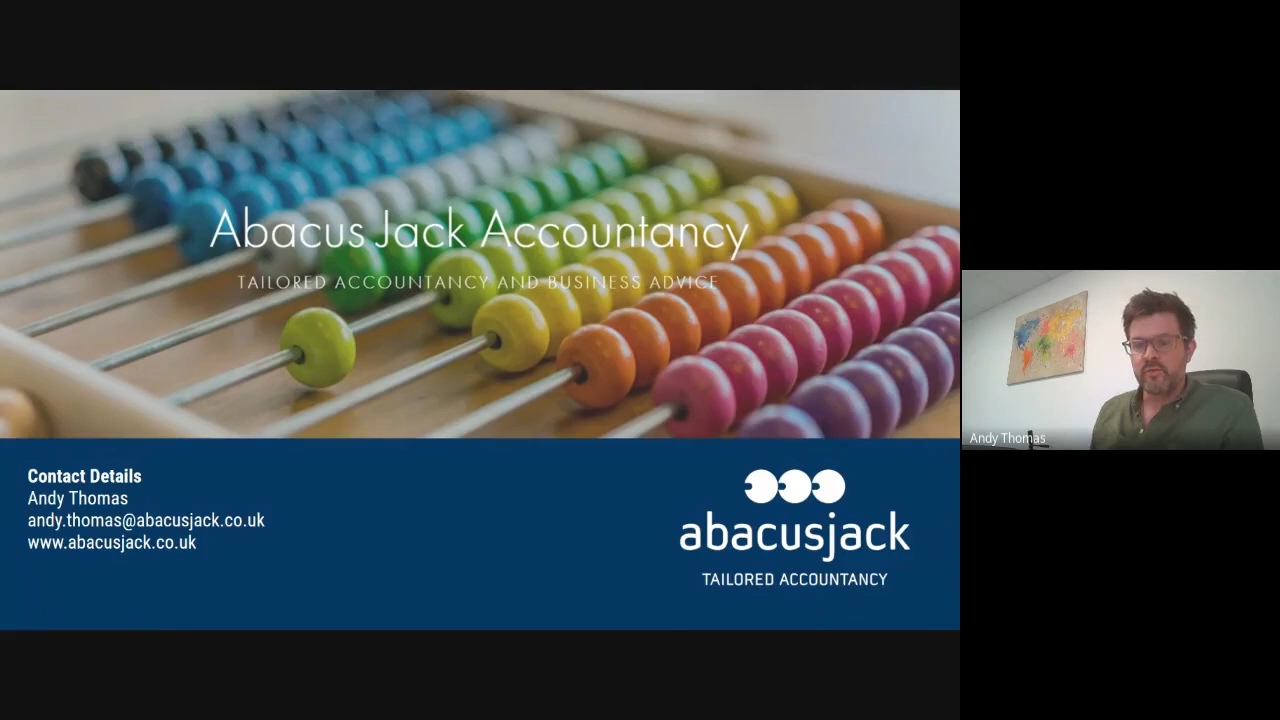 Abacus Jack Accountancy
TAILORED ACCOUNTANCY AND BUSINESS ADVICE
Contact Details
Andy Thomas
andy.thomas@abacusjack.co.uk
www.abacusjack.co.uk
abacusjack
TAILORED ACCOUNTANCY
Andy Thomas